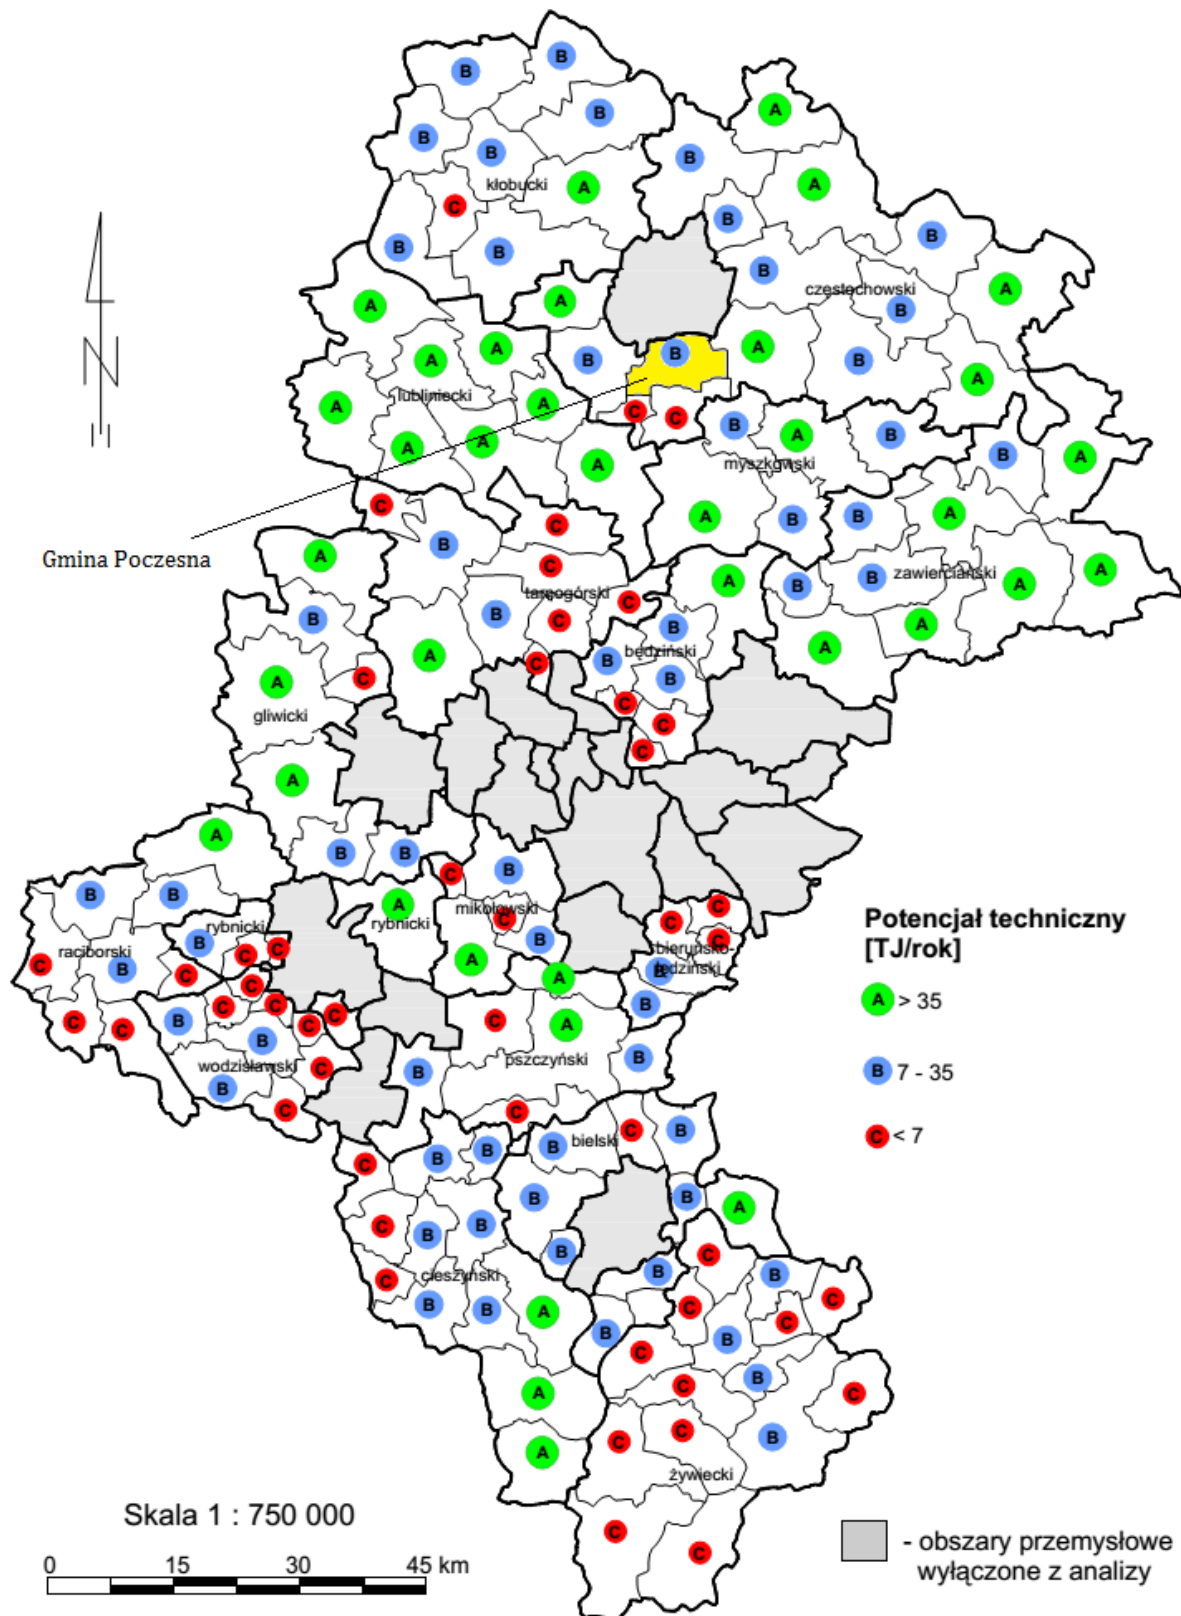 B
B
A
B
B
B
B
kłobucki
A
A
C
B
B
B
B
B
częstochowski
A
A
A
B
A
A
B
B
A
B
A
lubliniecki
A
A
C
C
A
B
A
B
myszkowski
A
A
A
B
A
C
A
B
B
A
zawierciański
B
Gmina Poczesna
A
B
C
C
targogórski
A
B
B
A
A
B
B
C
C
B
będziński
A
A
A
C
C
B
B
A
gliwicki
C
C
C
A
A
B
B
C
B
B
B
A
rybnicki
mikołowski
C
B
Potencjał techniczny
[TJ/rok]
C
C
C
bieruńsko-
lędziński
B
B
rybnicki
B
C
C
raciborski
C
B
C
A
A
A > 35
C
C
C
C
B
C
C
C
C
B
wodzisławski
B
C
C
C
A
pszczyński
B
B
B 7 - 35
C
B
bielski
C
B
C < 7
C
B
B
B
B
A
C
B
B
B
C
cieszyński
B
B
A
C
B
B
C
C
C
B
B
C
C
B
C
A
A
C
C
B
C
B
żywiecki
C
C
Skala 1 : 750 000
0 15 30 45 km
- obszary przemysłowe
wyłączone z analizy
N